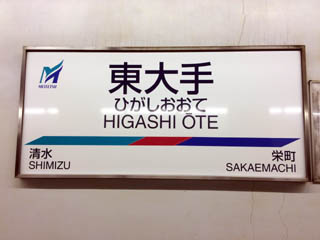 MEITETSU
東大手
ひがしおおて
HIGASHI ŌTE
清水
SHIMIZU
栄町
SAKAEMACHI